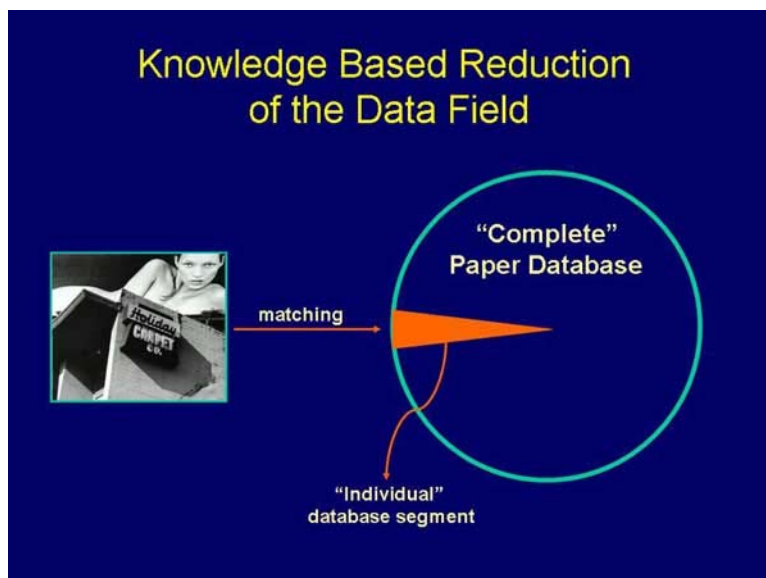 Knowledge Based Reduction
of the Data Field
“Complete”
Paper Database
matching
Holiday
CARPET
CO.
“Individual”
database segment